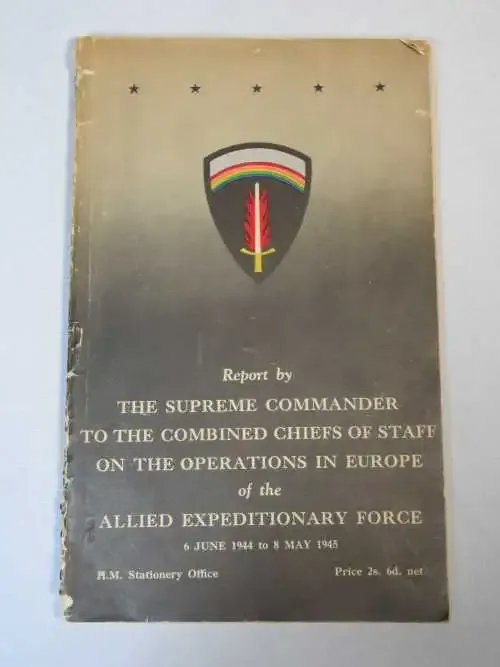 Report by
THE SUPREME COMMANDER
TO THE COMBINED CHIEFS OF STAFF
ON THE OPERATIONS IN EUROPE
of the
ALLIED EXPEDITIONARY FORCE
6 JUNE 1944 to 8 MAY 1945
H.M. Stationery Office Price 2s. 6d. net